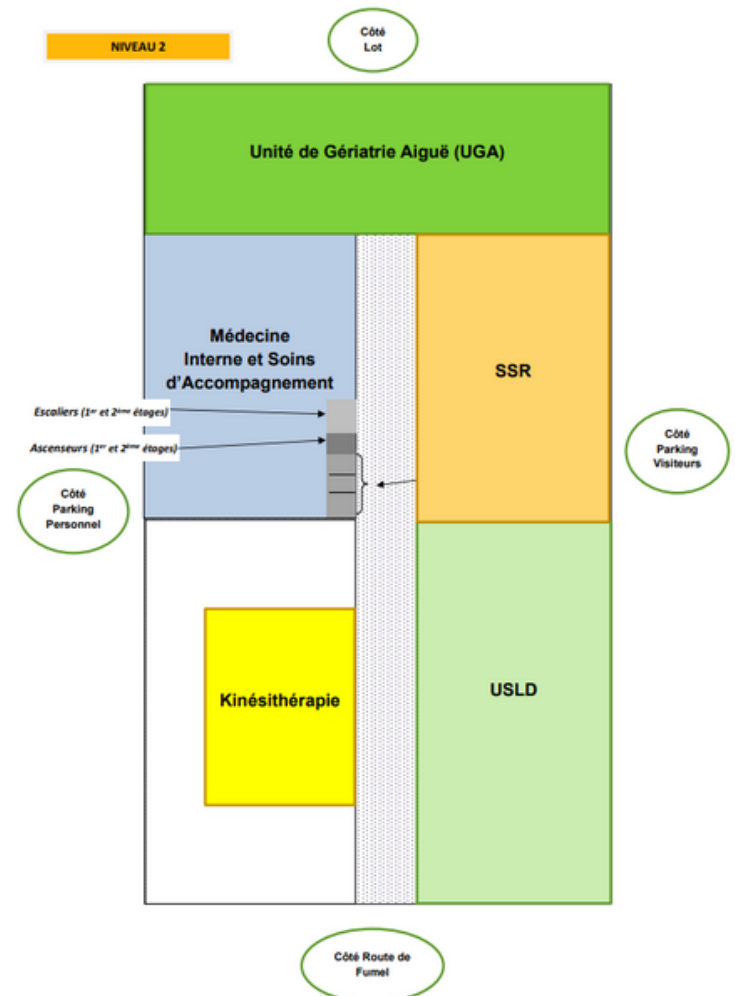 NIVEAU 2
Côté
Lot
Unité de Gériatrie Aiguë (UGA)
Médecine
Interne et Soins
d'Accompagnement
SSR
Escaliers (1er et 2ème étages)
Ascenseurs (1er et 2ème étages)
Côté
Parking
Visiteurs
Côté
Parking
Personnel
Kinésithérapie
USLD
Côté Route de
Fumel